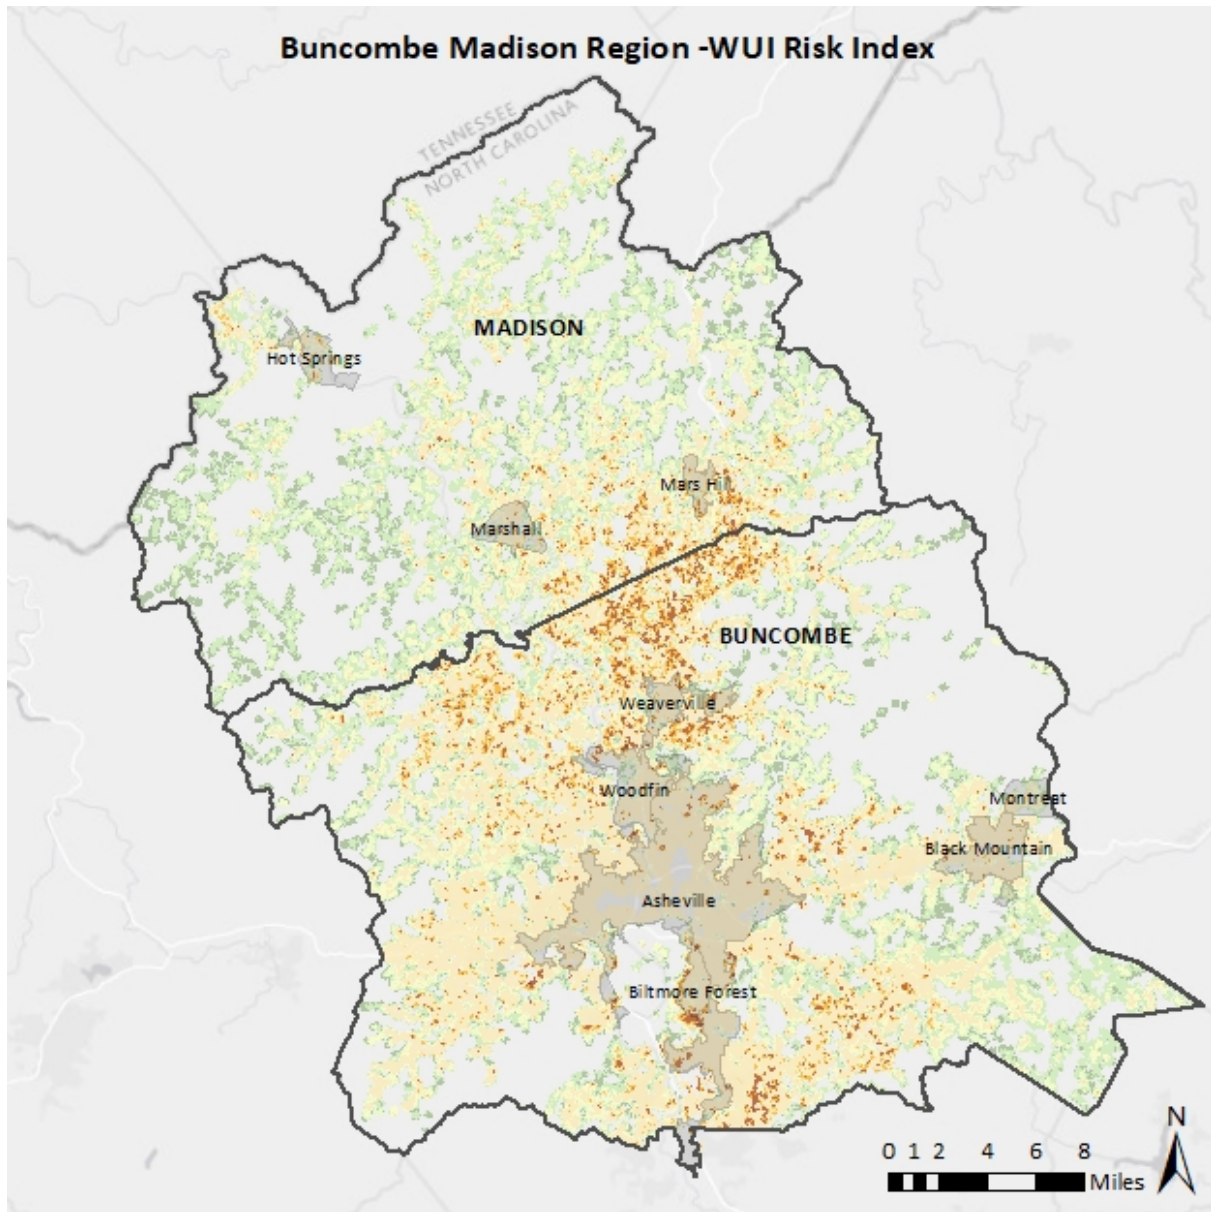 Buncombe Madison Region -WUI Risk Index
TENNESSEE
NORTH CAROLINA
MADISON
Hot Springs
Mars Hill
Marshall
BUNCOMBE
Weaverville
Woodfin
Montreat
Black Mountain
Asheville
Biltmore Forest
N
0 1 2 4 6 8
Miles